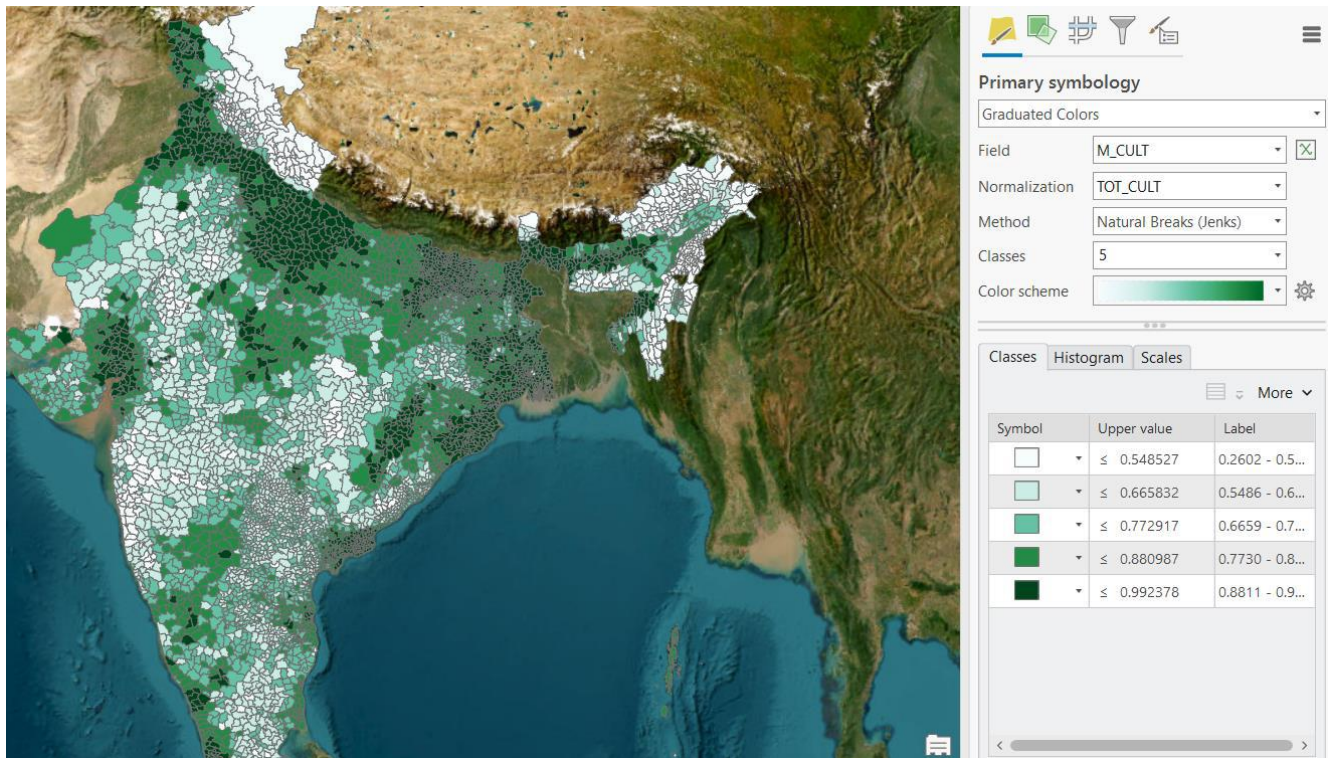 Primary symbology
Graduated Colors
Field M_CULT
Normalization TOT_CULT
Method Natural Breaks (Jenks)
Classes 5
Color scheme
Classes Histogram Scales
More
Symbol Upper value Label
≤ 0.548527 0.2602 - 0.5...
≤ 0.665832 0.5486 - 0.6...
≤ 0.772917 0.6659 - 0.7...
≤ 0.880987 0.7730 - 0.8...
≤ 0.992378 0.8811 - 0.9...